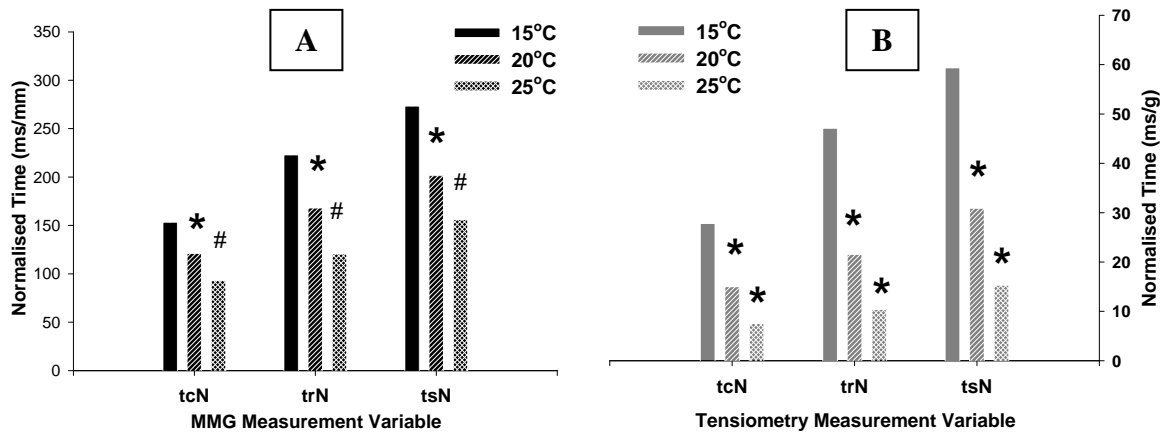 A
15°C
20°C
25°C
350
300
250
200
150
100
50
0
Normalised Time (ms/mm)
*
#
*
#
*
#
tcN
trN
tsN
MMG Measurement Variable
15°C
20°C
25°C
B
70
60
50
40
30
20
10
0
Normalised Time (ms/g)
*
*
*
*
*
*
tcN
trN
tsN
Tensiometry Measurement Variable